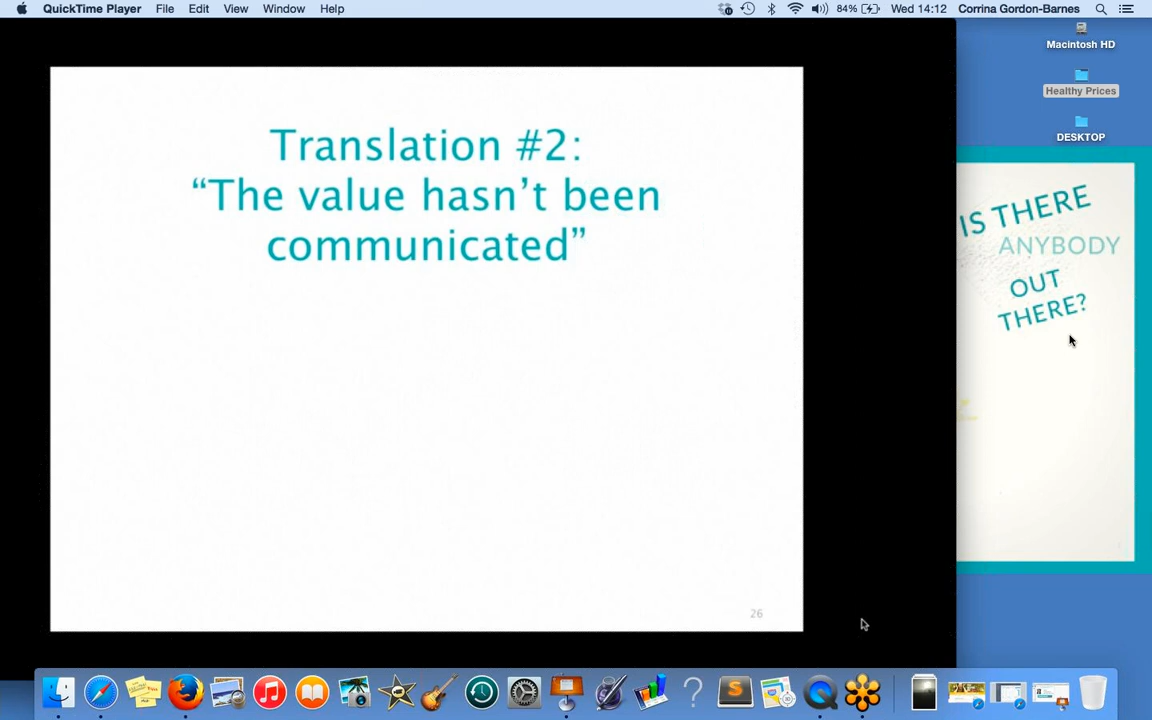 QuickTime Player File Edit View Window Help 84% Wed 14:12 Corrina Gordon-Barnes
Macintosh HD
Healthy Prices
DESKTOP
Translation #2:
“The value hasn’t been
communicated”
26
IS THERE
ANYBODY
OUT
THERE?